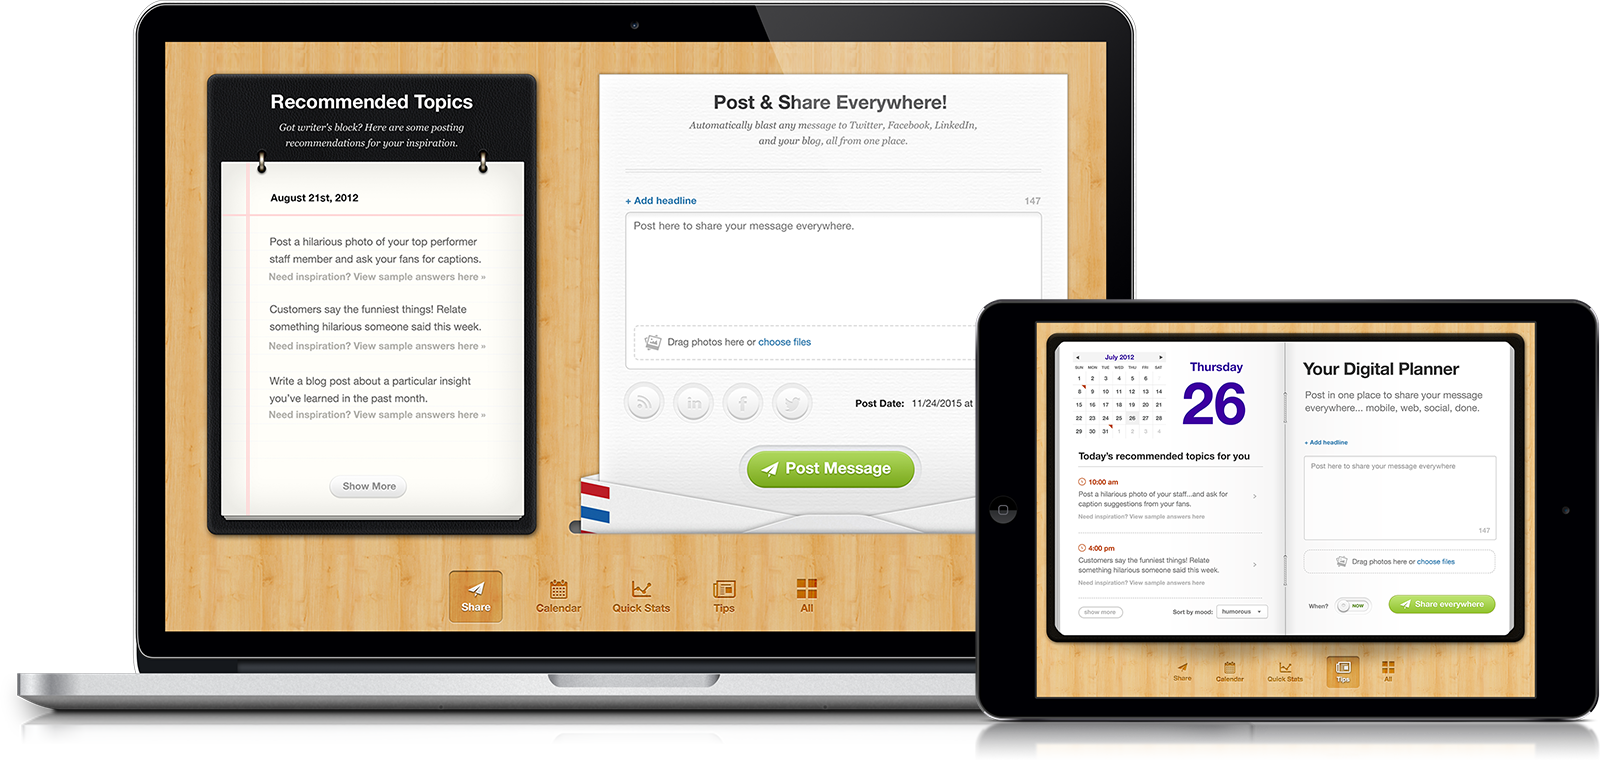 Recommended Topics
Got writer's block? Here are some posting
recommendations for your inspiration.
August 21st, 2012
Post a hilarious photo of your top performer
staff member and ask your fans for captions.
Need inspiration? View sample answers here »
Customers say the funniest things! Relate
something hilarious someone said this week.
Need inspiration? View sample answers here »
Write a blog post about a particular insight
you've learned in the past month.
Need inspiration? View sample answers here »
Show More
Post & Share Everywhere!
Automatically blast any message to Twitter, Facebook, LinkedIn,
and your blog, all from one place.
+ Add headline 147
Post here to share your message everywhere.
Drag photos here or choose files
Post Date: 11/24/2015 at
Post Message
Share
Calendar
Quick Stats
Tips
All
July 2012
SUN MON TUE WED THU FRI SAT
1 2 3 4 5 6
8 9 10 11 12 13 14
15 16 17 18 19 20 21
22 23 24 25 26 27 28
29 30 31 1 2 3 4
Thursday
26
Today's recommended topics for you
10:00 am
Post a hilarious photo of your staff...and ask for
caption suggestions from your fans.
Need inspiration? View sample answers here
4:00 pm
Customers say the funniest things! Relate
something hilarious someone said this week.
Need inspiration? View sample answers here
show more
Sort by mood: humorous
Your Digital Planner
Post in one place to share your message
everywhere... mobile, web, social, done.
+ Add headline
Post here to share your message everywhere
147
Drag photos here or choose files
When? NOW
Share everywhere
Share
Calendar
Quick Stats
Tips
All